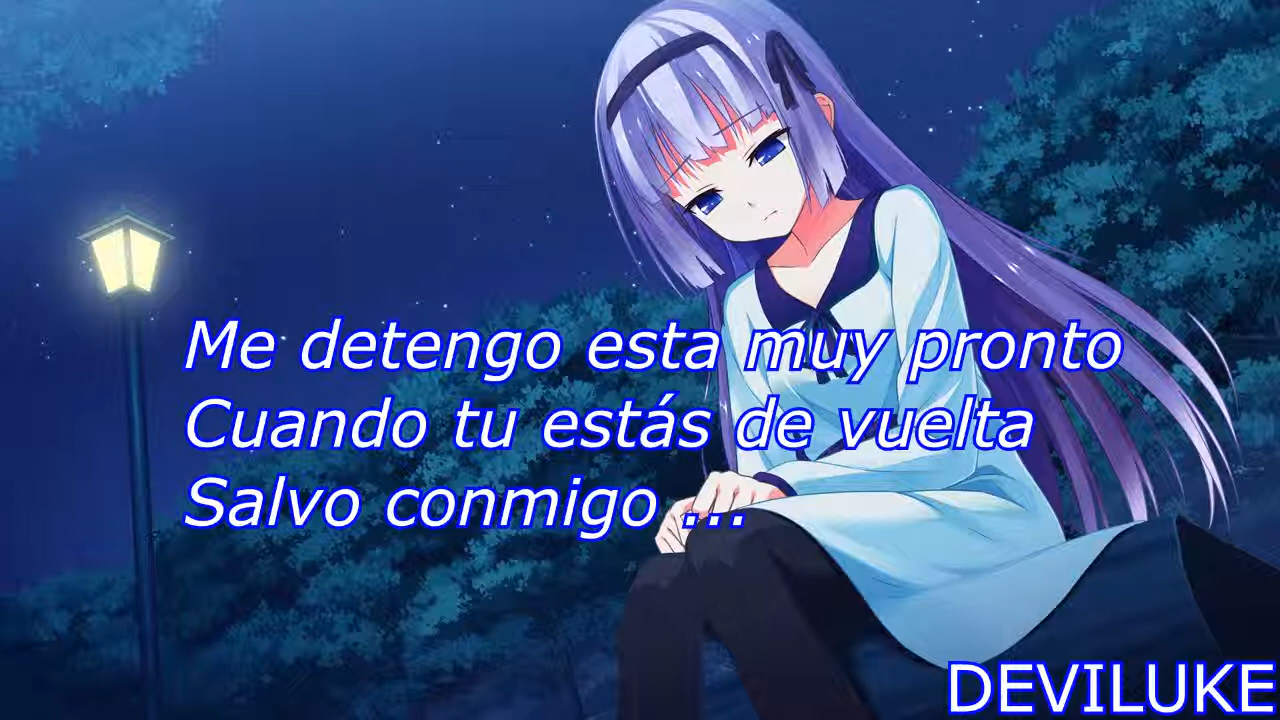 Me detengo esta muy pronto
Cuando tu estás de vuelta
Salvo conmigo ...
DEVILUKE